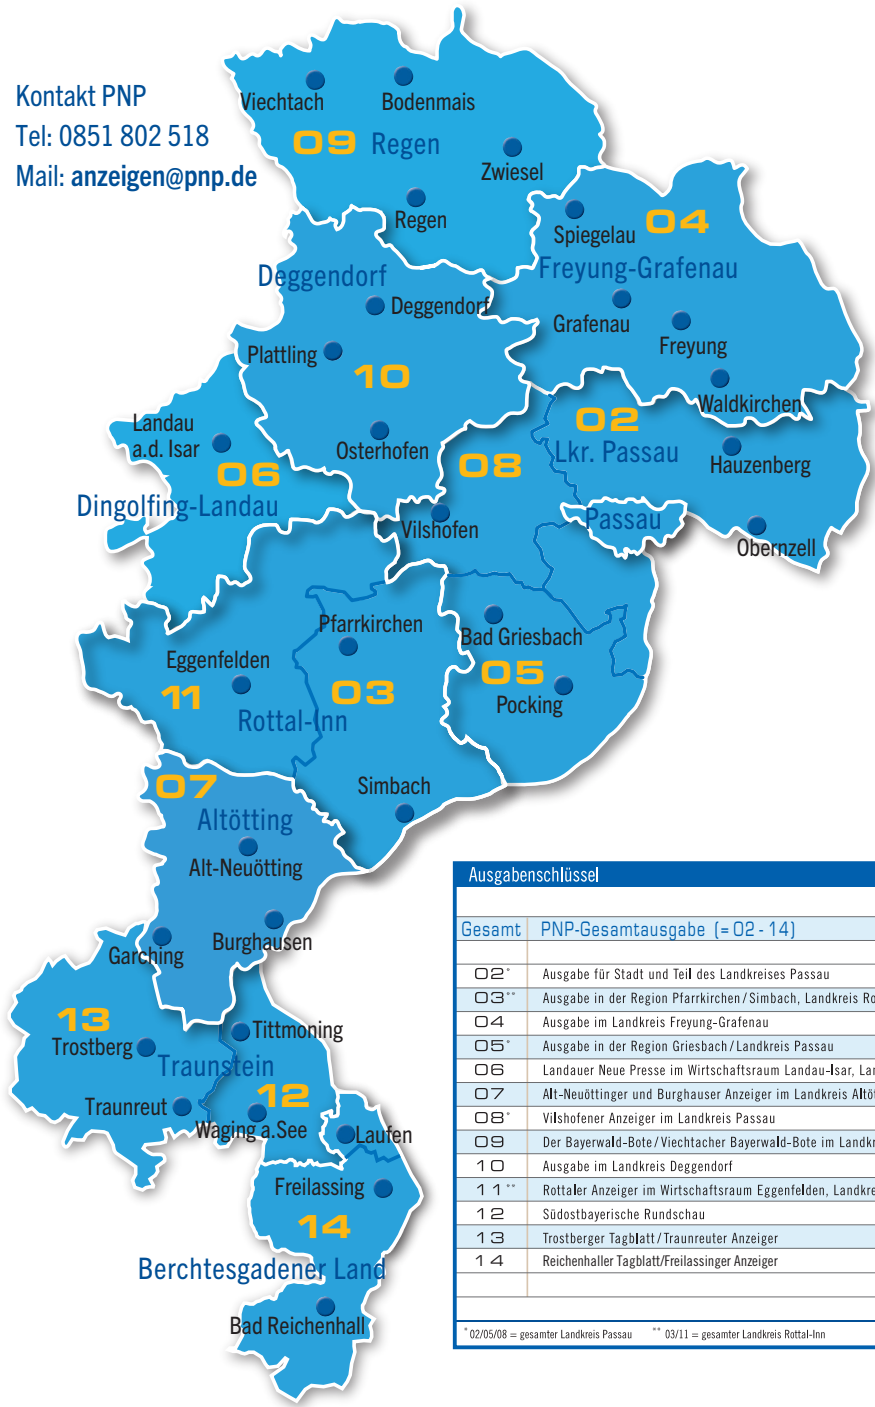 Kontakt PNP
Tel: 0851 802 518
Mail: anzeigen@pnp.de
Viechtach
Bodenmais
09 Regen
Zwiesel
Regen
Spiegelau
04
Freyung-Grafenau
Grafenau
Freyung
Waldkirchen
Deggendorf
Deggendorf
Plattling
10
Osterhofen
Landau
a.d. Isar
06
Dingolfing-Landau
08
Vilshofen
02
Lkr. Passau
Hauzenberg
Passau
Obernzell
Pfarrkirchen
Eggenfelden
11
03
Rottal-Inn
Simbach
Bad Griesbach
05
Pocking
07
Altötting
Alt-Neuötting
Burghausen
Garching
13
Trostberg
Traunstein
Traunreut
Tittmoning
12
Waging a.See
Laufen
Freilassing
14
Berchtesgadener Land
Bad Reichenhall
Ausgabenschlüssel
Gesamt PNP-Gesamtausgabe (= 02 - 14)
02* Ausgabe für Stadt und Teil des Landkreises Passau
03** Ausgabe in der Region Pfarrkirchen/Simbach, Landkreis
04 Ausgabe im Landkreis Freyung-Grafenau
05* Ausgabe in der Region Griesbach/Landkreis Passau
06 Landauer Neue Presse im Wirtschaftsraum Landau-Isar,
07 Alt-Neuöttinger und Burghauser Anzeiger im Landkreis
08* Vilshofener Anzeiger im Landkreis Passau
09 Der Bayerwald-Bote/Viechtacher Bayerwald-Bote im
10 Ausgabe im Landkreis Deggendorf
11** Rottaler Anzeiger im Wirtschaftsraum Eggenfelden,
12 Südostbayerische Rundschau
13 Trostberger Tagblatt/Traunreuter Anzeiger
14 Reichenhaller Tagblatt/Freilassinger Anzeiger
* 02/05/08 = gesamter Landkreis Passau ** 03/11 = gesamter Landkreis Rottal-Inn